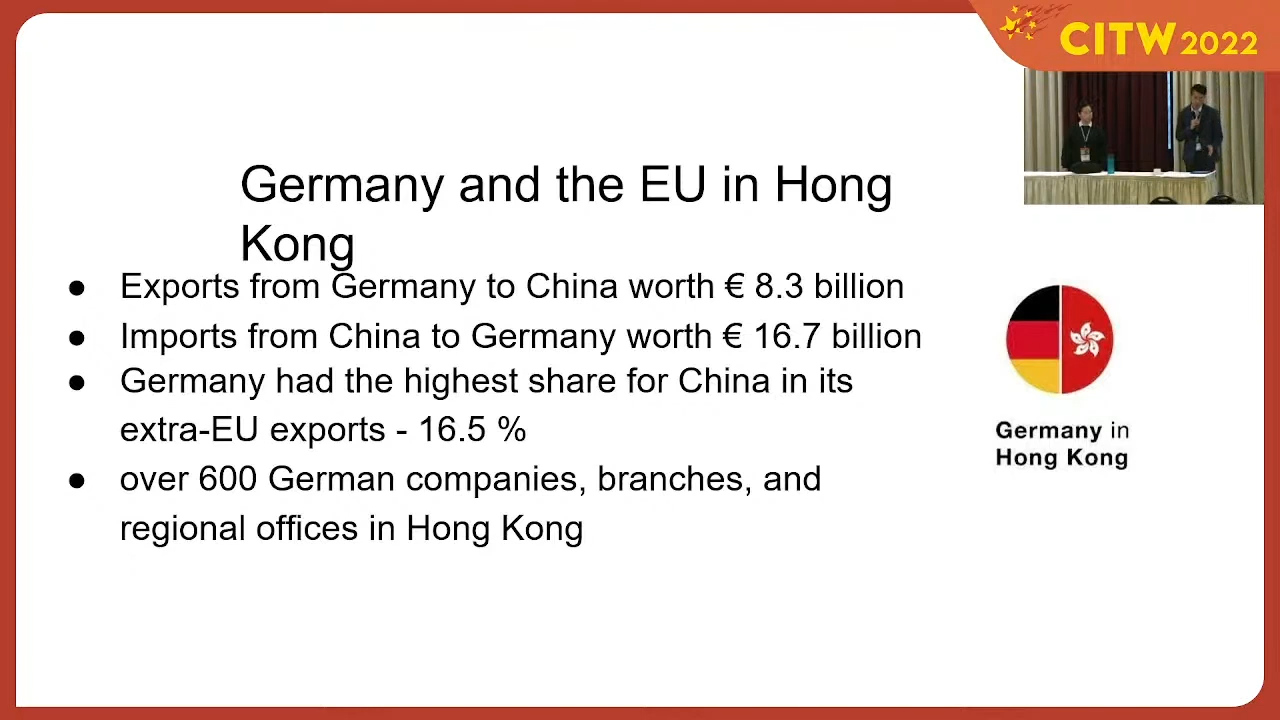 CITW 2022
Germany and the EU in Hong
Kong
● Exports from Germany to China worth € 8.3 billion
● Imports from China to Germany worth € 16.7 billion
● Germany had the highest share for China in its
extra-EU exports - 16.5 %
● over 600 German companies, branches, and
regional offices in Hong Kong
Germany in
Hong Kong